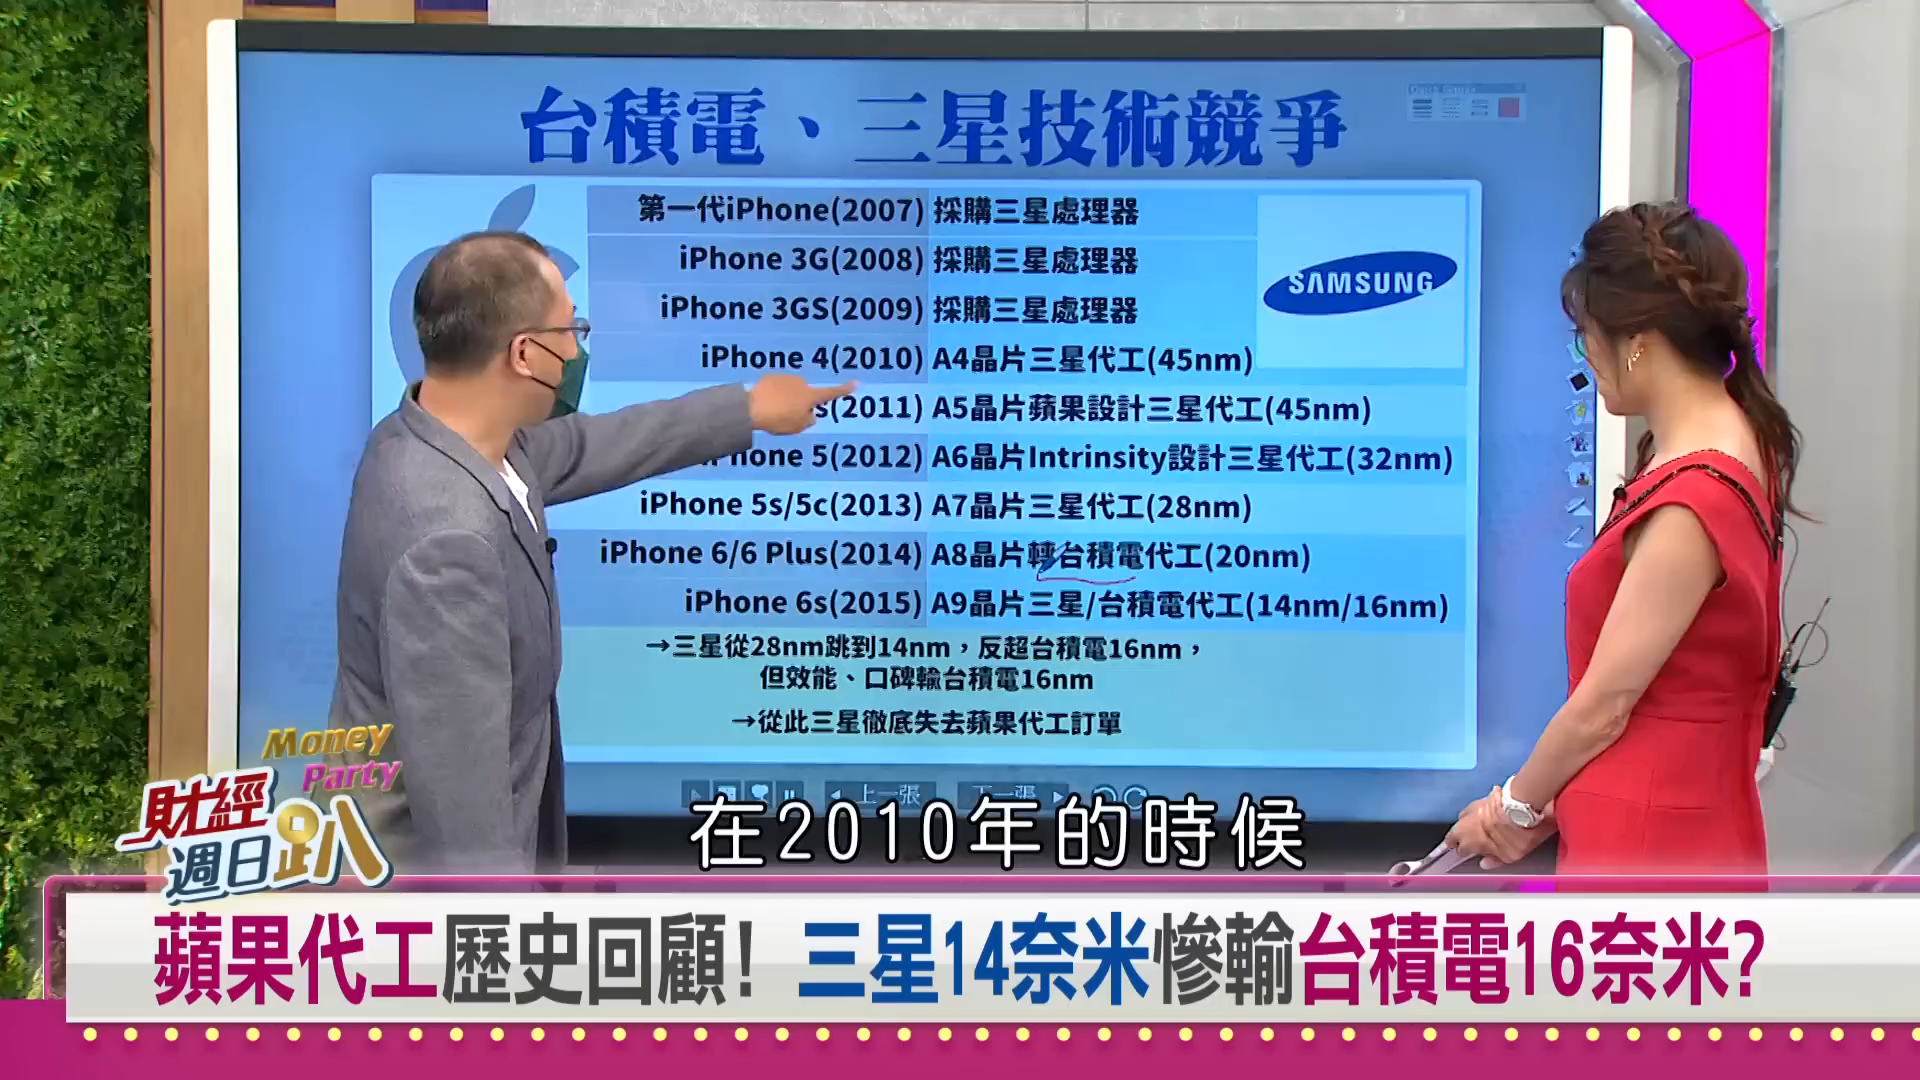 台積電、三星技術競爭
第一代iPhone(2007) 採購三星處理器
iPhone 3G(2008) 採購三星處理器
iPhone 3GS(2009) 採購三星處理器
iPhone 4(2010) A4晶片三星代工(45nm)
s(2011) A5晶片蘋果設計三星代工(45nm)
iPhone 5(2012) A6晶片Intrinsity設計三星代工(32nm)
iPhone 5s/5c(2013) A7晶片三星代工(28nm)
iPhone 6/6 Plus(2014) A8晶片轉台積電代工(20nm)
iPhone 6s(2015) A9晶片三星/台積電代工(14nm/16nm)
SAMSUNG
→三星從28nm跳到14nm，反超台積電16nm，
但效能、口碑輸台積電16nm
→從此三星徹底失去蘋果代工訂單
上一張 下一張
Money
Party
財經
週日趴
在2010年的時候
蘋果代工歷史回顧! 三星14奈米慘輸台積電16奈米?